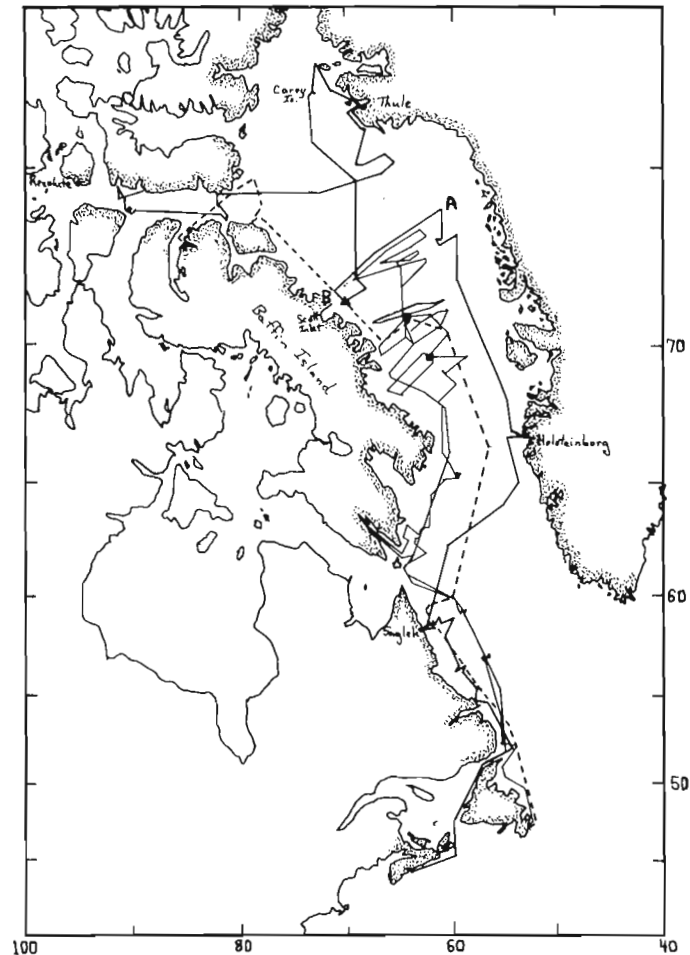 Carey
Is.
Thule
Resolute
A
B
Scott
Inlet
Baffin Island
70
Holsteinborg
60
Saglek
50
100
80
60
40